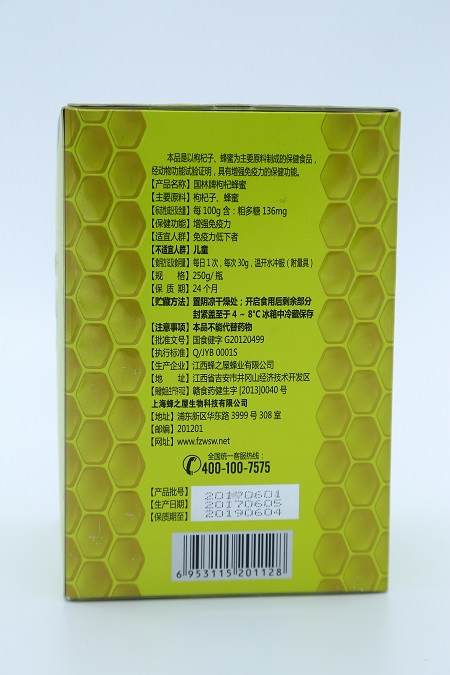 本品是以枸杞子、蜂蜜为主要原料制成的保健食品，
经动物功能试验证明，具有增强免疫力的保健功能。
【产品名称】国林牌枸杞蜂蜜
【主要原料】枸杞子、蜂蜜
【标志性成分及含量】每100g含：粗多糖 136mg
【保健功能】增强免疫力
【适宜人群】免疫力低下者
【不适宜人群】儿童
【食用方法及食用量】每日1次，每次30g，温开水冲服（附量具）
【规 格】250g/瓶
【保 质 期】24个月
【贮藏方法】置阴凉干燥处；开启食用后剩余部分
封紧盖至于4～8℃冰箱中冷藏保存
【注意事项】本品不能代替药物
【批准文号】国食健字 G20120499
【执行标准】Q/JYB 0001S
【生产企业】江西蜂之屋蜂业有限公司
【地 址】江西省吉安市井冈山经济技术开发区
赣食药健生字 [2013]0040号
上海蜂之屋生物科技有限公司
【地址】浦东新区华东路3999号308室
【邮编】201201
【网址】www.fzwsw.net
全国统一客服热线：
400-100-7575
【产品批号】20170601
【生产日期】20170605
【保质期至】20190604
6 953115 201128